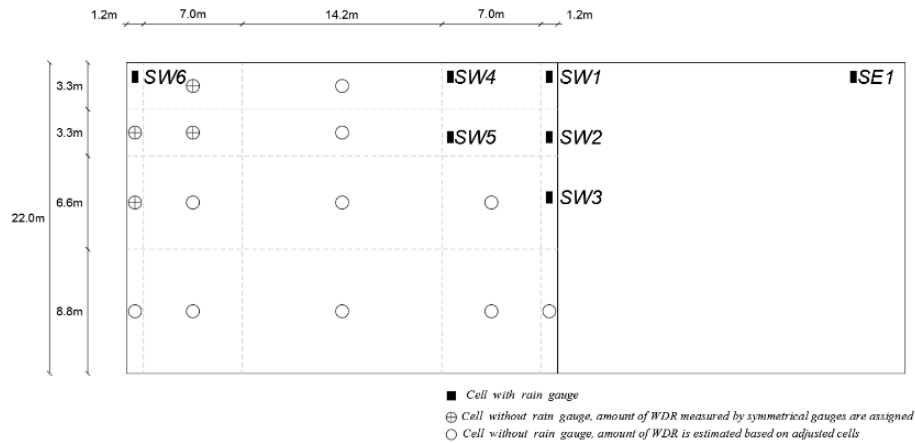 1.2m 7.0m 14.2m 7.0m 1.2m
SW6 SW4 SW1 SE1
3.3m
3.3m
SW5 SW2
SW3
6.6m
22.0m
8.8m
Cell with rain gauge
Cell without rain gauge, amount of WDR measured by symmetrical gauges are assigned
Cell without rain gauge, amount of WDR is estimated based on adjusted cells